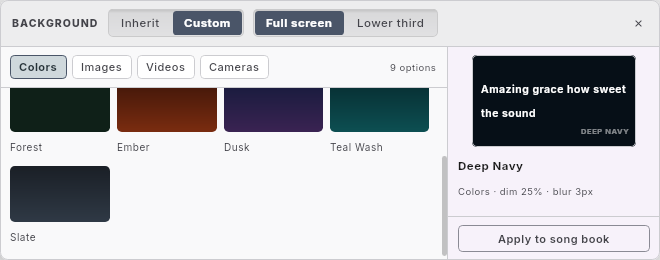 BACKGROUND Inherit Custom Full screen Lower third ×
Colors Images Videos Cameras 9 options
Forest Ember Dusk Teal Wash
Slate
Amazing grace how sweet
the sound
DEEP NAVY
Deep Navy
Colors · dim 25% · blur 3px
Apply to song book